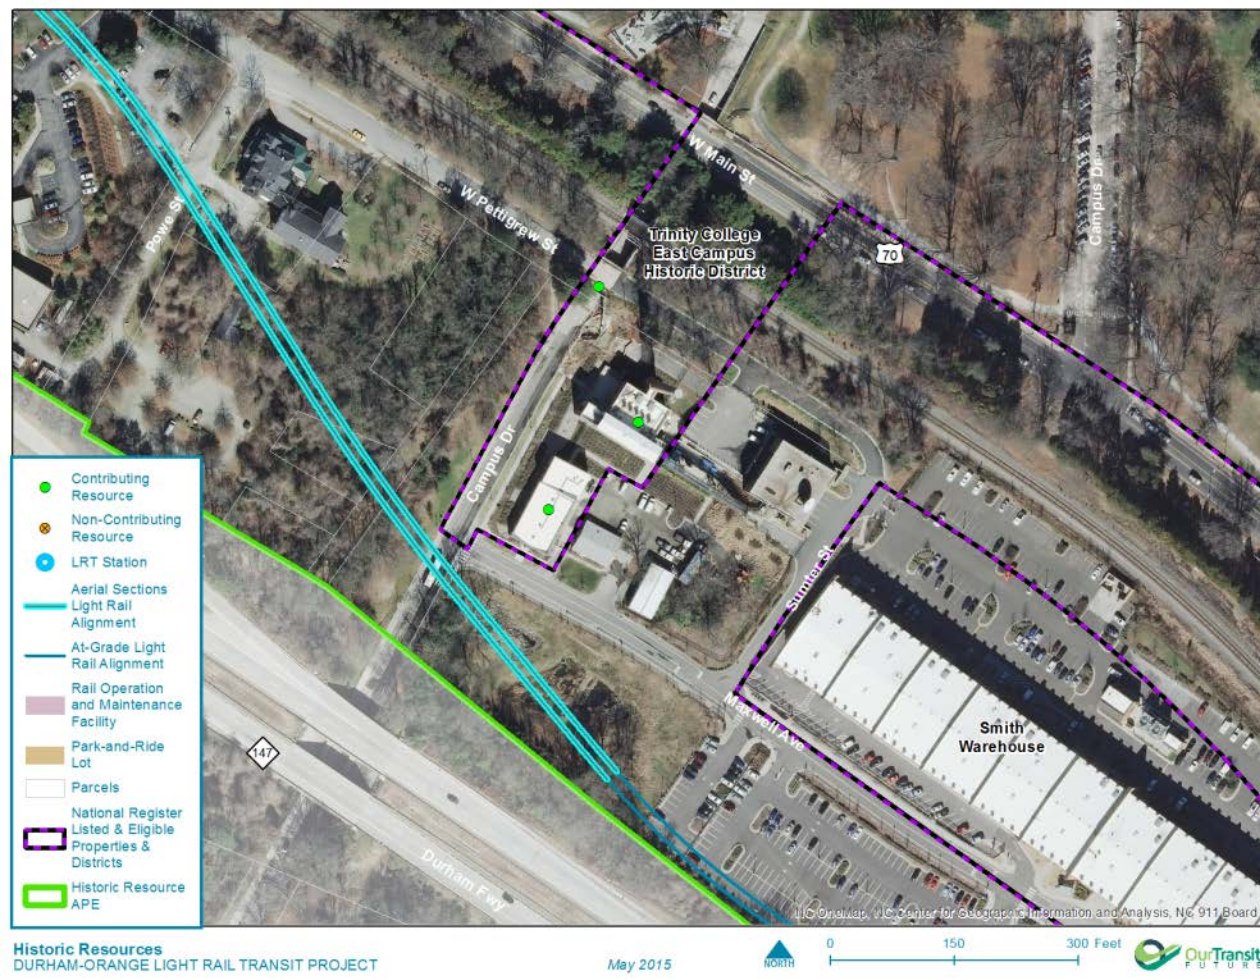 W Main St
Campus Dr
Powe St
W Pettigrew St
Trinity College
East Campus
Historic District
70
Campus Dr
Sumter St
Maxwell Ave
Smith
Warehouse
147
Durham Fwy
Contributing
Resource
Non-Contributing
Resource
LRT Station
Aerial Sections
Light Rail
Alignment
At-Grade Light
Rail Alignment
Rail Operation
and Maintenance
Facility
Park-and-Ride
Lot
Parcels
National Register
Listed & Eligible
Properties &
Districts
Historic Resource
APE
NC OneMap, NC Center for Geographic Information and Analysis, NC 911 Board
Historic Resources
DURHAM-ORANGE LIGHT RAIL TRANSIT PROJECT
May 2015
NORTH
0 150 300 Feet
OurTransit
FUTURE